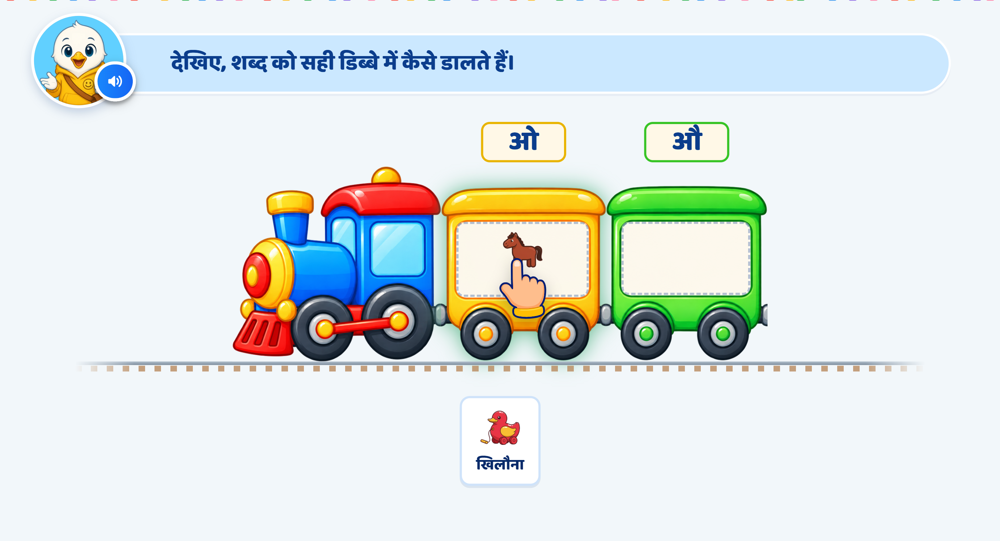 देखिए, शब्द को सही डिब्बे में कैसे डालते हैं।
ओ
औ
खिलौना